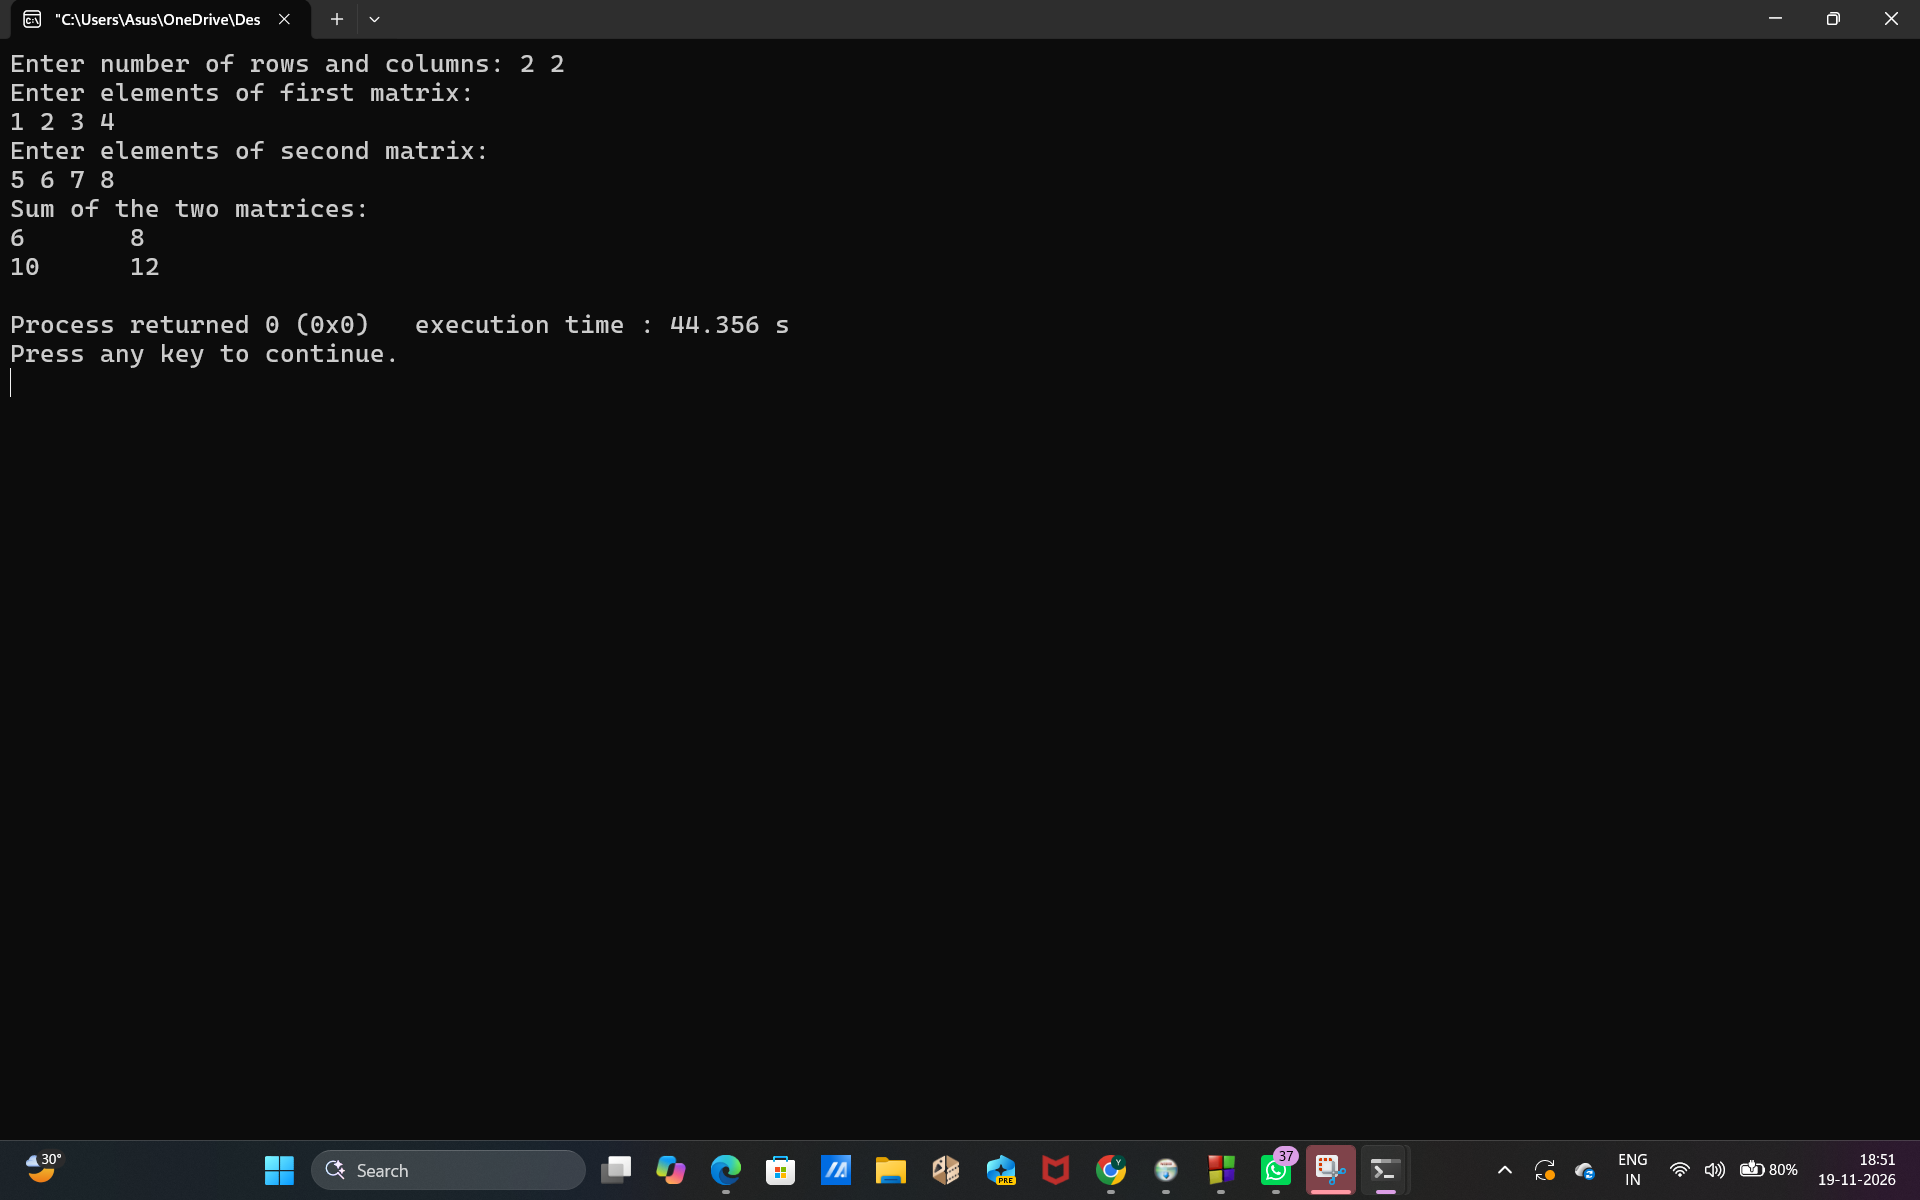 "C:\Users\Asus\OneDrive\Des
Enter number of rows and columns: 2 2
Enter elements of first matrix:
1 2 3 4
Enter elements of second matrix:
5 6 7 8
Sum of the two matrices:
6 8
10 12
Process returned 0 (0x0) execution time : 44.356 s
Press any key to continue.
30°
Search
PRE
Y
37
ENG
IN
80%
18:51
19-11-2026